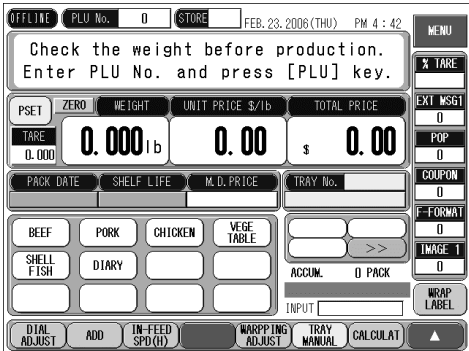 OFFLINE PLU No. 0 STORE FEB. 23. 2006(THU) PM 4:42 MENU
Check the weight before production.
Enter PLU No. and press [PLU] key.
% TARE
PSET ZERO WEIGHT UNIT PRICE $/lb TOTAL PRICE
EXT MSG1
0
TARE
0.000
0.000 lb 0.00 $ 0.00
POP
0
PACK DATE SHELF LIFE M.D.PRICE TRAY No.
COUPON
0
F-FORMAT
0
BEEF PORK CHICKEN VEGE TABLE
>>
IMAGE 1
0
SHELL FISH DIARY
ACCUM. 0 PACK
INPUT
WRAP LABEL
DIAL ADJUST ADD IN-FEED SPD(H) WARPPING ADJUST TRAY MANUAL CALCULAT ▲